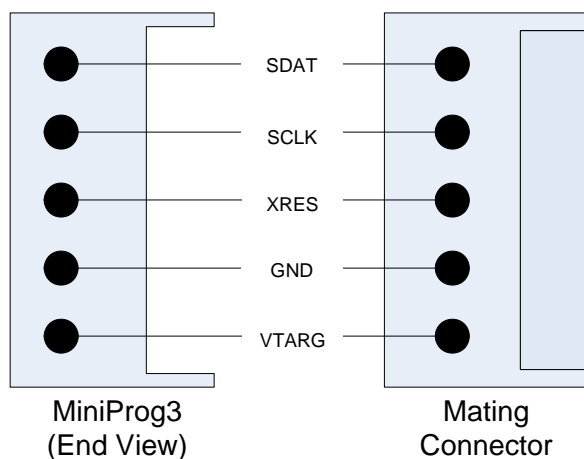 SDAT
SCLK
XRES
GND
VTARG
MiniProg3
(End View)
Mating
Connector